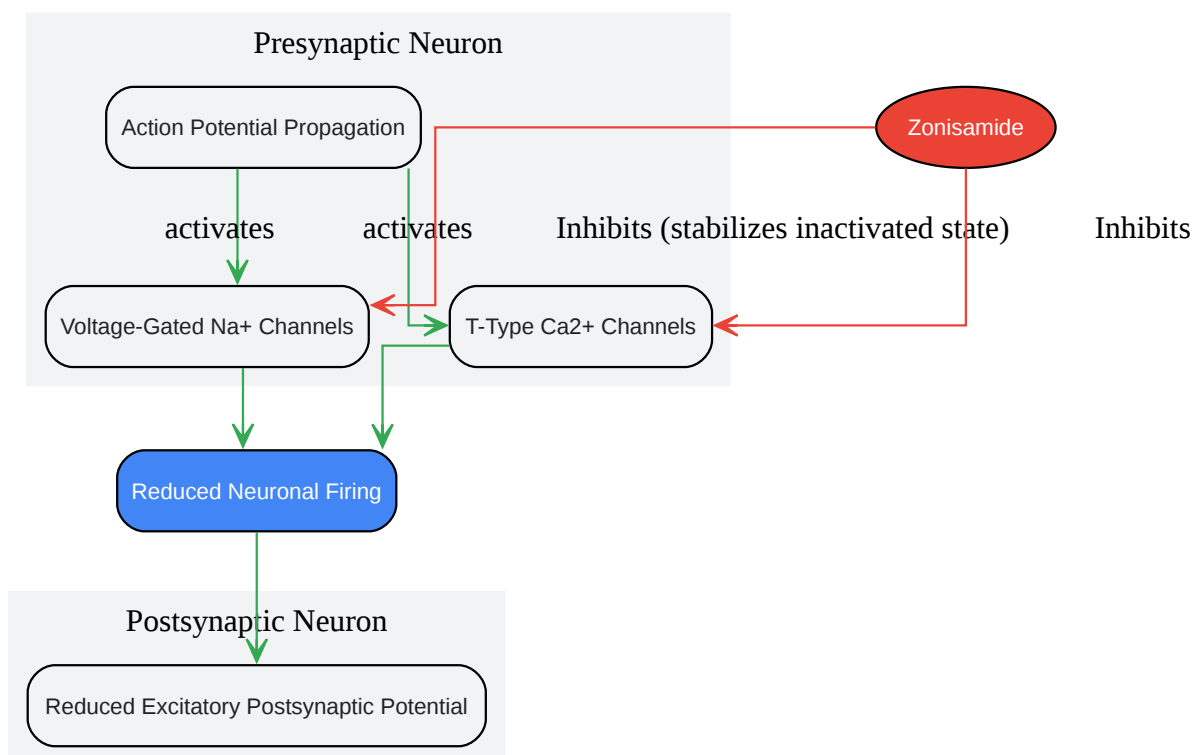 Presynaptic Neuron
Action Potential Propagation
Zonisamide
activates
activates
Inhibits (stabilizes inactivated state)
Inhibits
Voltage-Gated Na+ Channels
T-Type Ca2+ Channels
Reduced Neuronal Firing
Postsynaptic Neuron
Reduced Excitatory Postsynaptic Potential